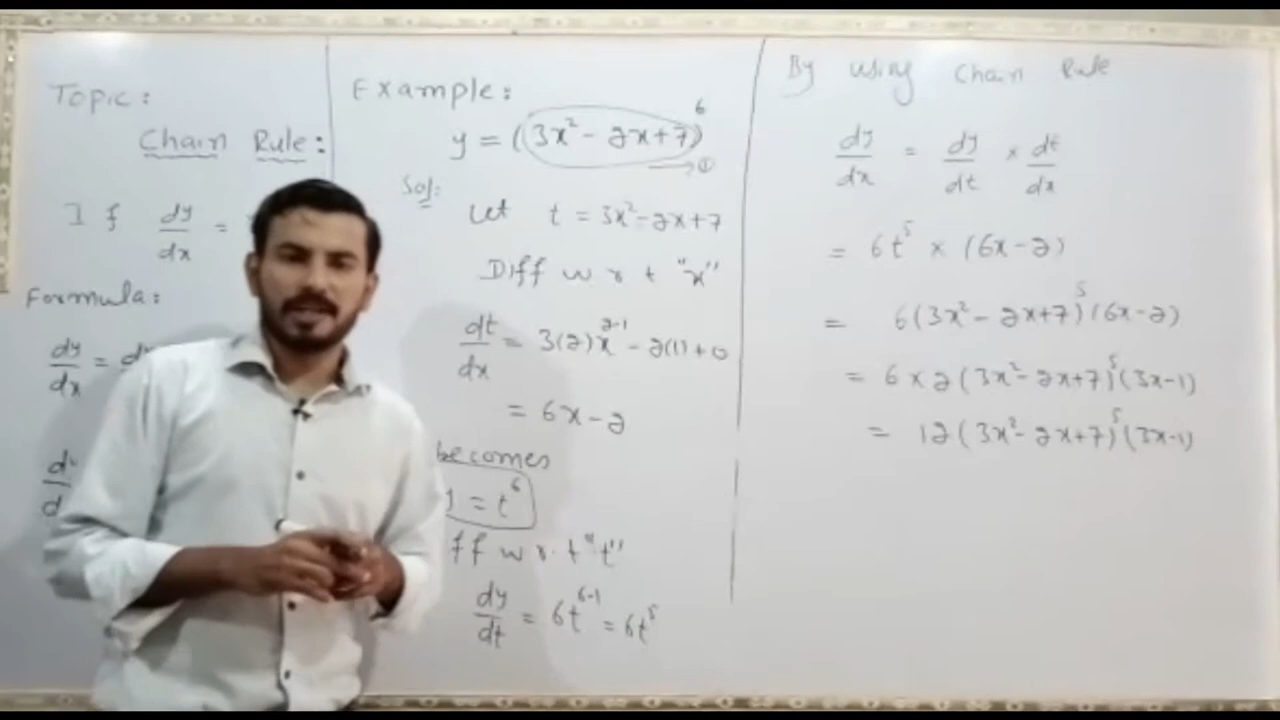 Topic:
Chain Rule:
If dy/dx =
Formula:
dy/dx =
Example:
y = (3x² - 2x + 7)⁶
→ ①
Sol:
Let t = 3x² - 2x + 7
Diff w r t "x"
dt/dx = 3(2)x²⁻¹ - 2(1) + 0
= 6x - 2
becomes
= t⁶
w r t "t"
dy/dt = 6t⁶⁻¹ = 6t⁵
By using Chain Rule
dy/dx = dy/dt × dt/dx
= 6t⁵ × (6x - 2)
= 6(3x² - 2x + 7)⁵(6x - 2)
= 6 × 2(3x² - 2x + 7)⁵(3x - 1)
= 12(3x² - 2x + 7)⁵(3x - 1)